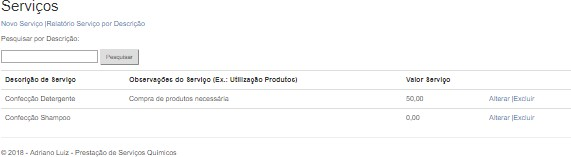 Serviços
Novo Serviço |Relatório Serviço por Descrição
Pesquisar por Descrição:
Pesquisar
Descrição de Serviço Observações do Serviço (Ex.: Utilização Produtos) Valor Serviço
Confecção Detergente Compra de produtos necessária 50,00 Alterar |Excluir
Confecção Shampoo 0,00 Alterar |Excluir
© 2018 - Adriano Luiz - Prestação de Serviços Químicos